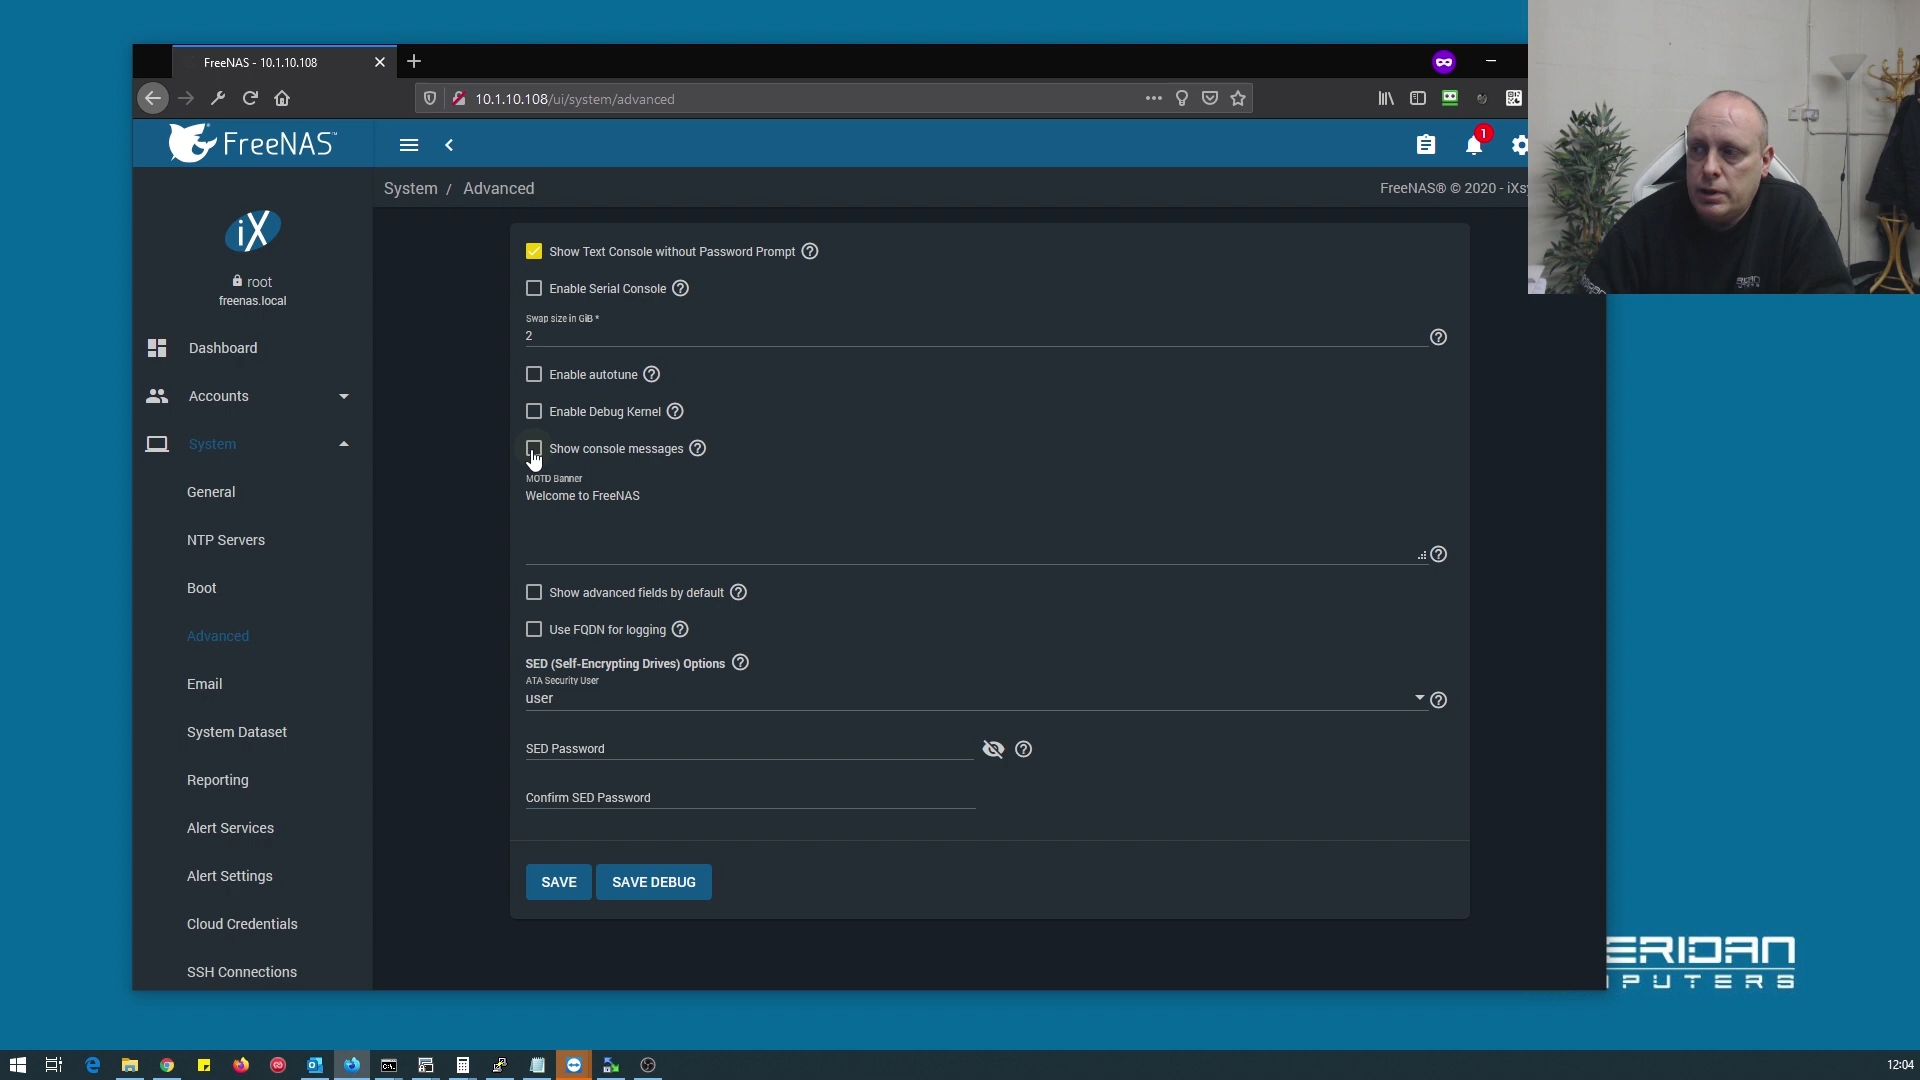 FreeNAS - 10.1.10.108
10.1.10.108/ui/system/advanced
FreeNAS™
1
System / Advanced
FreeNAS® © 2020 - iXsy
iX
root
freenas.local
Dashboard
Accounts
System
General
NTP Servers
Boot
Advanced
Email
System Dataset
Reporting
Alert Services
Alert Settings
Cloud Credentials
SSH Connections
Show Text Console without Password Prompt
Enable Serial Console
Swap size in GiB *
2
Enable autotune
Enable Debug Kernel
Show console messages
MOTD Banner
Welcome to FreeNAS
Show advanced fields by default
Use FQDN for logging
SED (Self-Encrypting Drives) Options
ATA Security User
user
SED Password
Confirm SED Password
SAVE SAVE DEBUG
ERIDAN
PUTERS
12:04